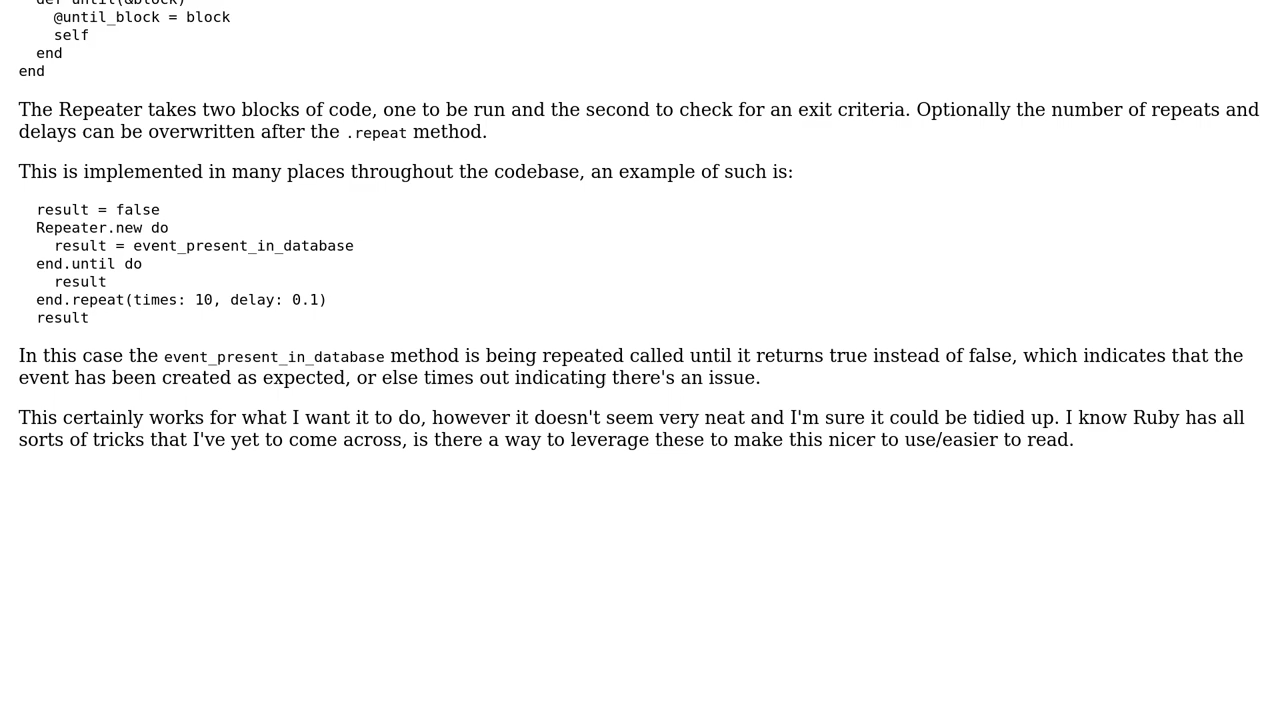 def until(&block)
@until_block = block
self
end
end
The Repeater takes two blocks of code, one to be run and the second to check for an exit criteria. Optionally the number of repeats and
delays can be overwritten after the .repeat method.
This is implemented in many places throughout the codebase, an example of such is:
result = false
Repeater.new do
result = event_present_in_database
end.until do
result
end.repeat(times: 10, delay: 0.1)
result
In this case the event_present_in_database method is being repeated called until it returns true instead of false, which indicates that the
event has been created as expected, or else times out indicating there's an issue.
This certainly works for what I want it to do, however it doesn't seem very neat and I'm sure it could be tidied up. I know Ruby has all
sorts of tricks that I've yet to come across, is there a way to leverage these to make this nicer to use/easier to read.